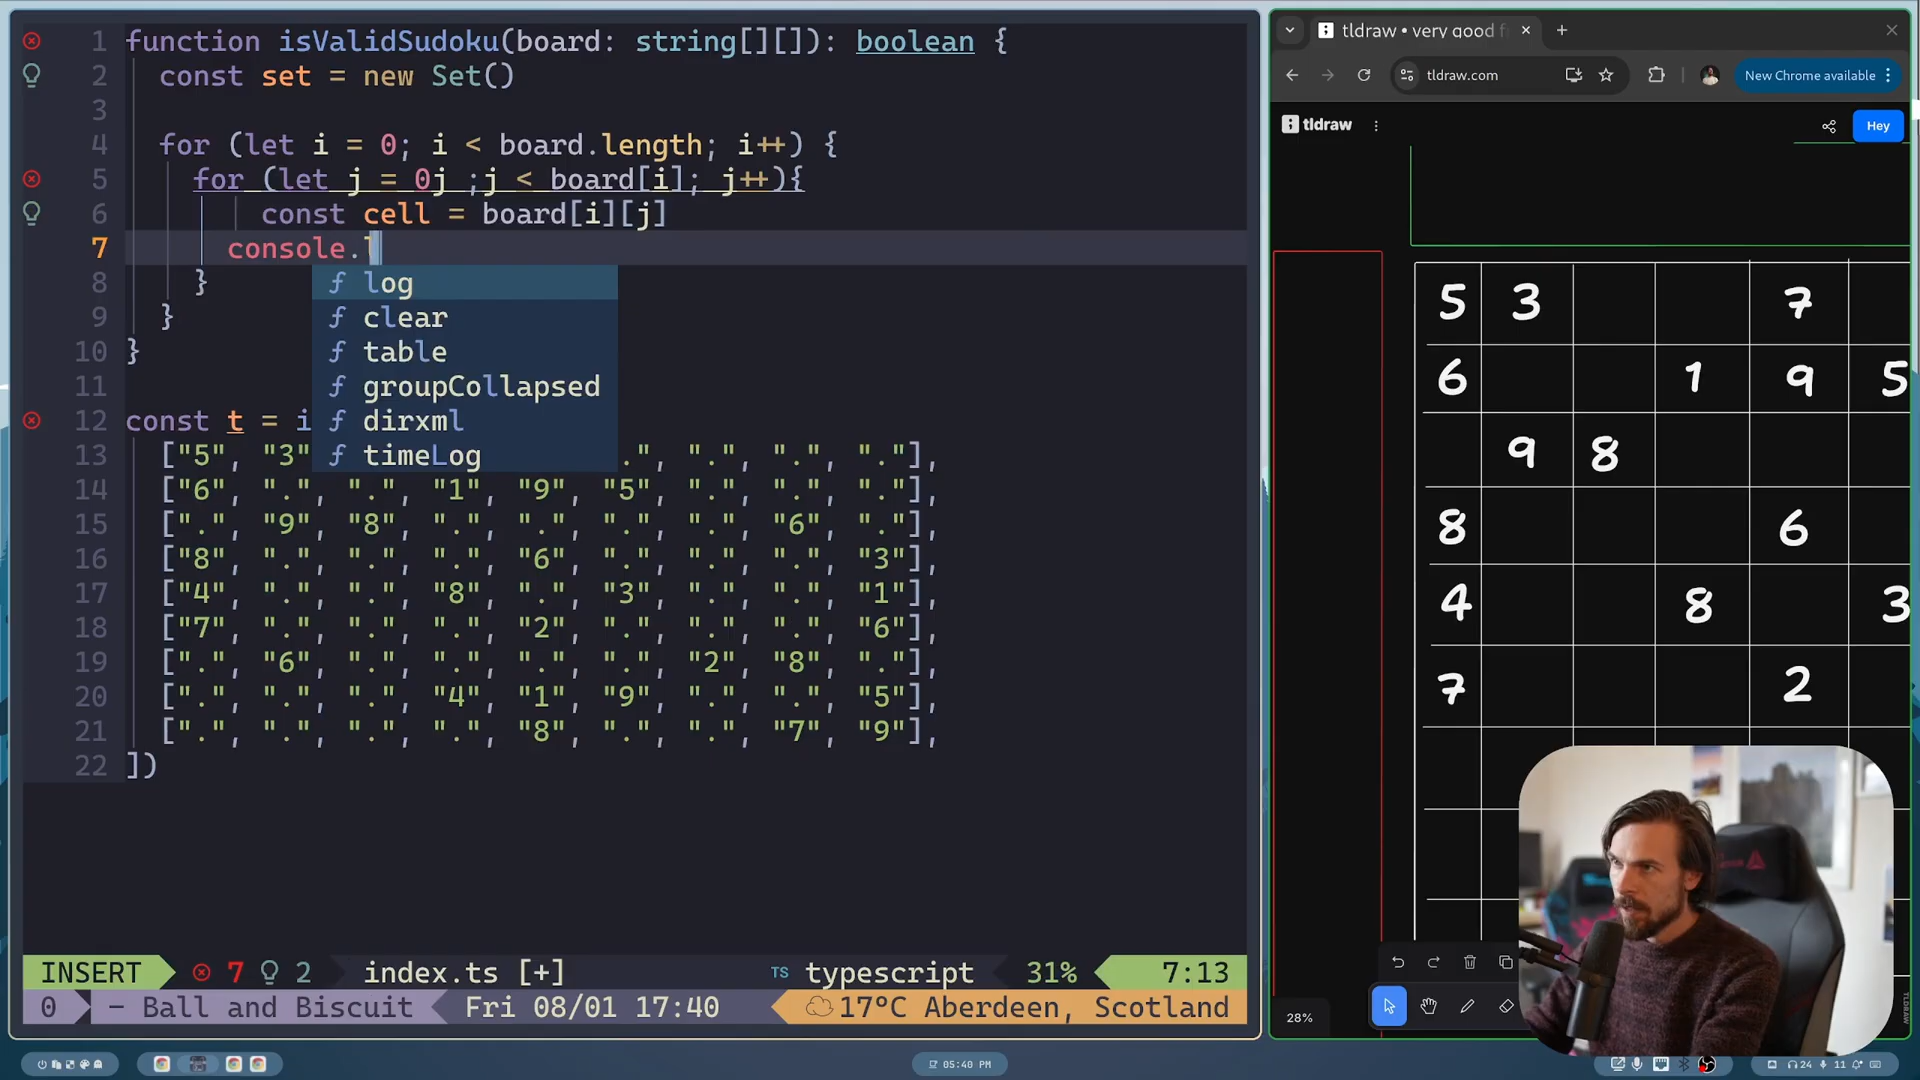 1 function isValidSudoku(board: string[][]): boolean {
2 const set = new Set()
3
4 for (let i = 0; i < board.length; i++) {
5 for (let j = 0j ;j < board[i]; j++){
6 const cell = board[i][j]
7 console.l
8 }
9 }
10 }
11
12 const t = i
ƒ log
ƒ clear
ƒ table
ƒ groupCollapsed
ƒ dirxml
ƒ timeLog
13 ["5", "3" .", ".", ".", "."],
14 ["6", ".", ".", "1", "9", "5", ".", ".", "."],
15 [".", "9", "8", ".", ".", ".", ".", "6", "."],
16 ["8", ".", ".", ".", "6", ".", ".", ".", "3"],
17 ["4", ".", ".", "8", ".", "3", ".", ".", "1"],
18 ["7", ".", ".", ".", "2", ".", ".", ".", "6"],
19 [".", "6", ".", ".", ".", ".", "2", "8", "."],
20 [".", ".", ".", "4", "1", "9", ".", ".", "5"],
21 [".", ".", ".", ".", "8", ".", ".", "7", "9"],
22 ])
INSERT 7 2 index.ts [+] TS typescript 31% 7:13
0 - Ball and Biscuit Fri 08/01 17:40 17°C Aberdeen, Scotland
tldraw • very good f
tldraw.com New Chrome available
tldraw Hey
5 3 7
6 1 9 5
9 8
8 6
4 8 3
7 2
28%
05:40 PM
24 11